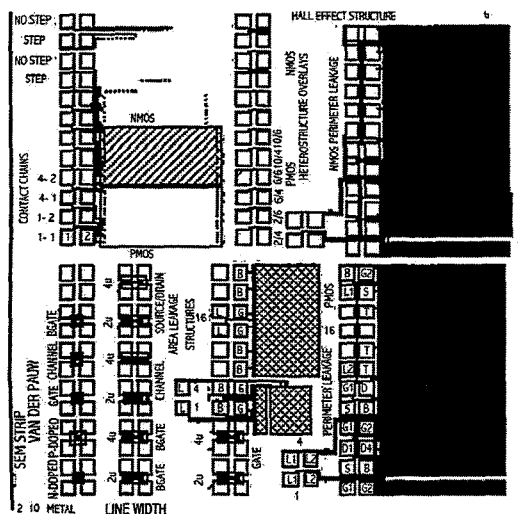 NO STEP
STEP
NO STEP
STEP
HALL EFFECT STRUCTURE
6
NMOS
CONTACT CHAINS
4-2
4-1
1-2
1-1
1
2
PMOS
NMOS
PMOS
HETEROSTRUCTURE OVERLAYS
2/4
2/6
6/4
6/6
10/4
10/6
NMOS PERIMETER LEAKAGE
SEM STRIP
VAN DER PAUW
N-DOPED
P-DOPED
GATE
CHANNEL
BGATE
4u
2u
4u
2u
4u
2u
SOURCE/DRAIN
CHANNEL
BGATE
BGATE
AREA LEAKAGE
STRUCTURES
16
B
L
G
L
G
B
B
L
4
B
G
L
1
B
G
4u
2u
GATE
4
PMOS
PERIMETER LEAKAGE
16
B
G2
L1
S
T
T
L2
T
G1
D
S
B
G1
G2
D1
D4
S
B
G1
G2
L1
L2
L1
L2
1
2
10
METAL
LINE WIDTH